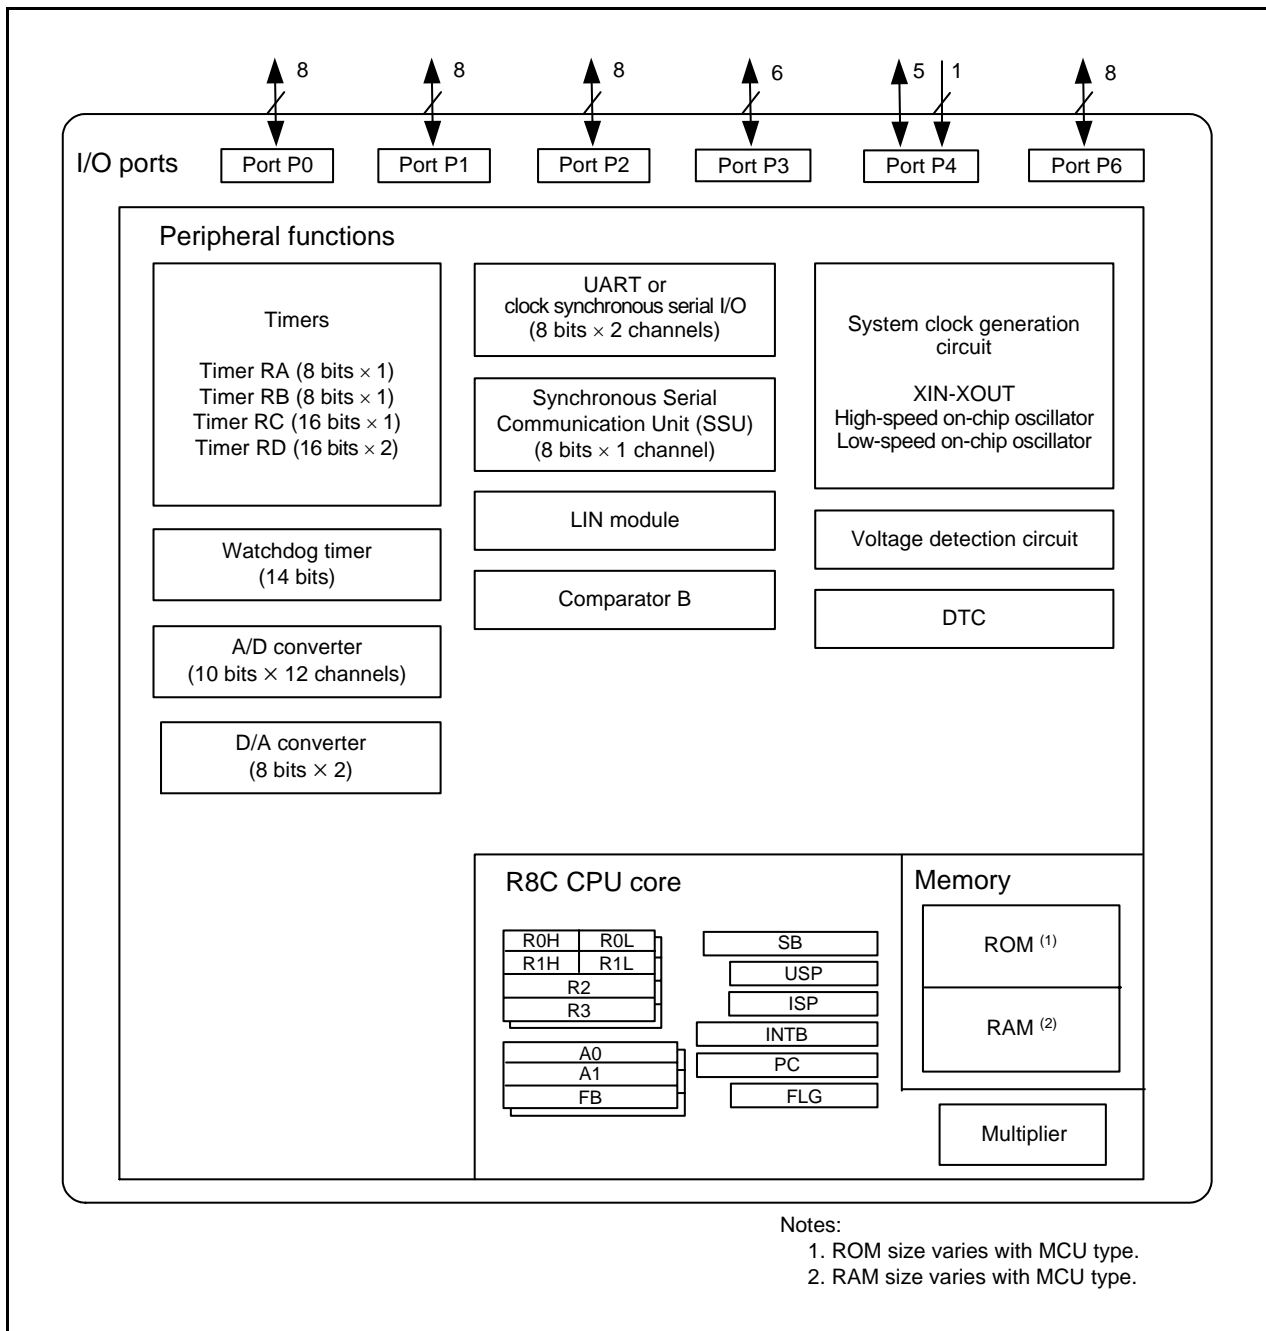 8
8
8
6
5
1
8
I/O ports
Port P0
Port P1
Port P2
Port P3
Port P4
Port P6
Peripheral functions
Timers
Timer RA (8 bits × 1)
Timer RB (8 bits × 1)
Timer RC (16 bits × 1)
Timer RD (16 bits × 2)
Watchdog timer
(14 bits)
A/D converter
(10 bits × 12 channels)
D/A converter
(8 bits × 2)
UART or
clock synchronous serial I/O
(8 bits × 2 channels)
Synchronous Serial
Communication Unit (SSU)
(8 bits × 1 channel)
LIN module
Comparator B
System clock generation
circuit
XIN-XOUT
High-speed on-chip oscillator
Low-speed on-chip oscillator
Voltage detection circuit
DTC
R8C CPU core
R0H
R0L
R1H
R1L
R2
R3
A0
A1
FB
SB
USP
ISP
INTB
PC
FLG
Memory
ROM (1)
RAM (2)
Multiplier
Notes:
1. ROM size varies with MCU type.
2. RAM size varies with MCU type.